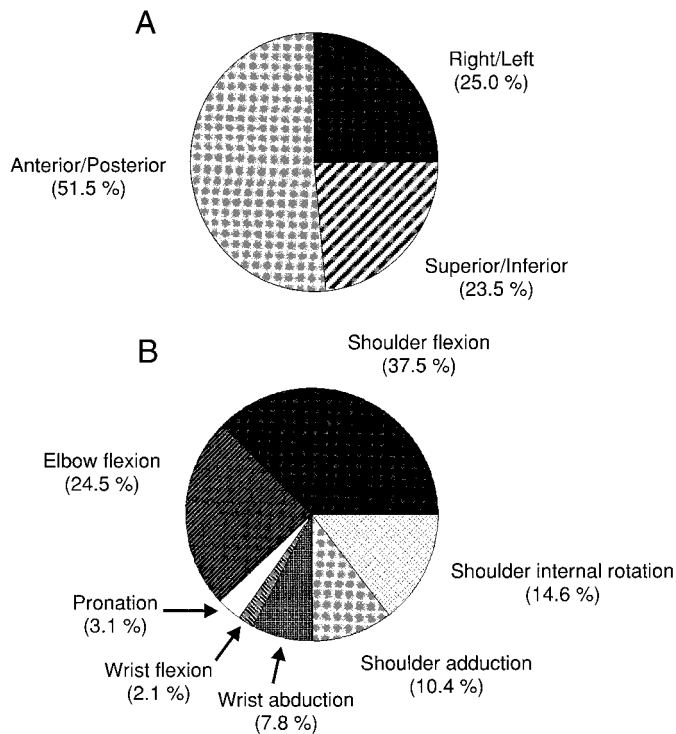 A
Right/Left
(25.0 %)
Anterior/Posterior
(51.5 %)
Superior/Inferior
(23.5 %)
B
Shoulder flexion
(37.5 %)
Elbow flexion
(24.5 %)
Shoulder internal rotation
(14.6 %)
Pronation
(3.1 %)
Shoulder adduction
(10.4 %)
Wrist flexion
(2.1 %)
Wrist abduction
(7.8 %)